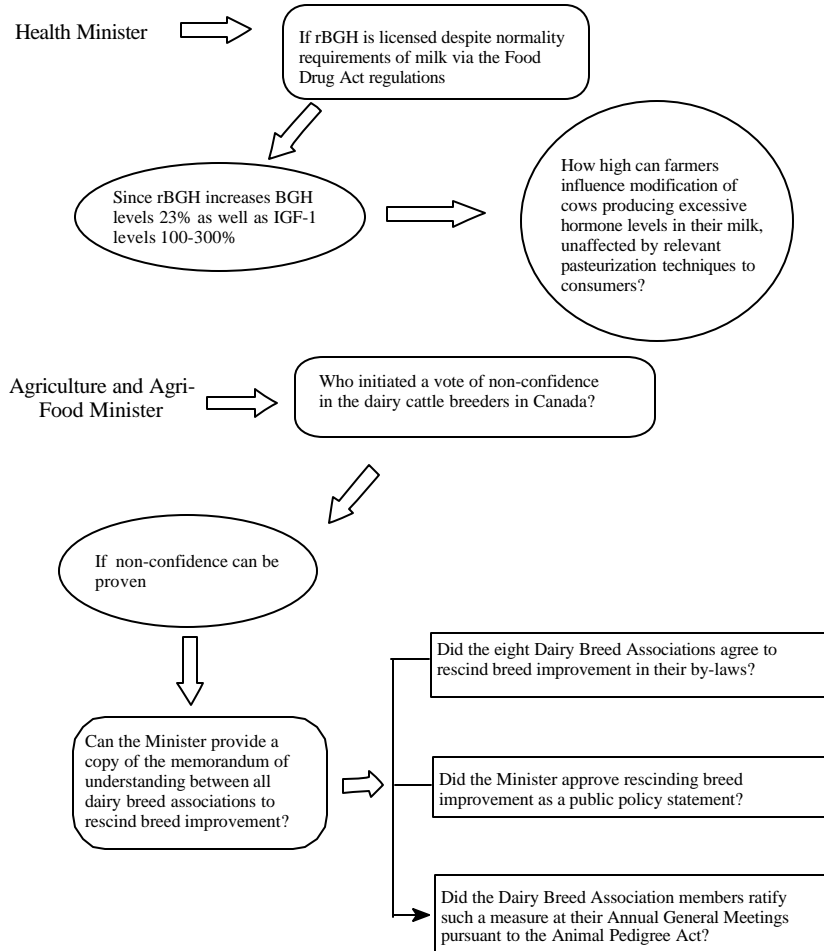 Health Minister
If rBGH is licensed despite normality
requirements of milk via the Food
Drug Act regulations
Since rBGH increases BGH
levels 23% as well as IGF-1
levels 100-300%
How high can farmers
influence modification of
cows producing excessive
hormone levels in their milk,
unaffected by relevant
pasteurization techniques to
consumers?
Agriculture and Agri-
Food Minister
Who initiated a vote of non-confidence
in the dairy cattle breeders in Canada?
If non-confidence can be
proven
Can the Minister provide a
copy of the memorandum of
understanding between all
dairy breed associations to
rescind breed improvement?
Did the eight Dairy Breed Associations agree to
rescind breed improvement in their by-laws?
Did the Minister approve rescinding breed
improvement as a public policy statement?
Did the Dairy Breed Association members ratify
such a measure at their Annual General Meetings
pursuant to the Animal Pedigree Act?